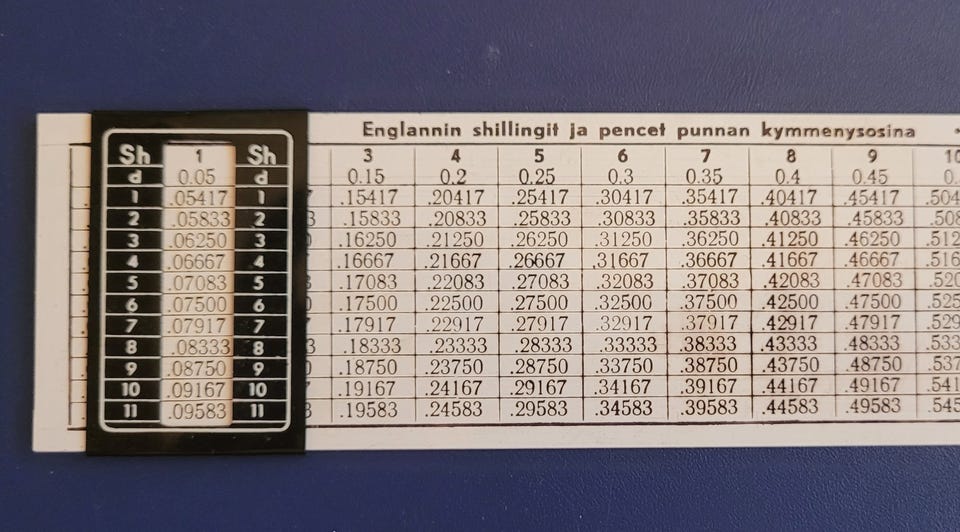 Englannin shillingit ja pencet punnan kymmenysosina
Sh 1 Sh 3 4 5 6 7 8 9 10
d 0.05 d 0.15 0.2 0.25 0.3 0.35 0.4 0.45
1 .05417 1 .15417 .20417 .25417 .30417 .35417 .40417 .45417
2 .05833 2 .15833 .20833 .25833 .30833 .35833 .40833 .45833
3 .06250 3 .16250 .21250 .26250 .31250 .36250 .41250 .46250
4 .06667 4 .16667 .21667 .26667 .31667 .36667 .41667 .46667
5 .07083 5 .17083 .22083 .27083 .32083 .37083 .42083 .47083
6 .07500 6 .17500 .22500 .27500 .32500 .37500 .42500 .47500
7 .07917 7 .17917 .22917 .27917 .32917 .37917 .42917 .47917
8 .08333 8 .18333 .23333 .28333 .33333 .38333 .43333 .48333
9 .08750 9 .18750 .23750 .28750 .33750 .38750 .43750 .48750
10 .09167 10 .19167 .24167 .29167 .34167 .39167 .44167 .49167
11 .09583 11 .19583 .24583 .29583 .34583 .39583 .44583 .49583